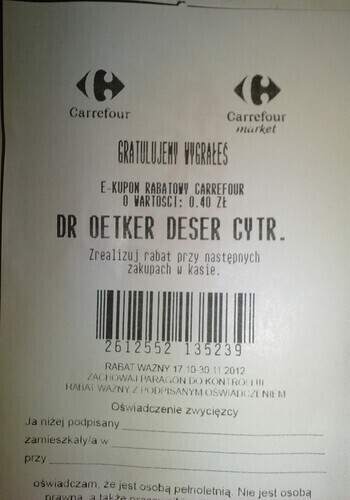 Carrefour Carrefour
market
GRATULUJEMY WYGRAŁEŚ
E-KUPON RABATOWY CARREFOUR
O WARTOŚCI: 0.40 ZŁ
DR OETKER DESER CYTR.
Zrealizuj rabat przy następnych
zakupach w kasie.
2612552 135239
RABAT WAŻNY 17.10-30.11.2012
ZACHOWAJ PARAGON DO KONTROLI!!!
RABAT WAŻNY Z PODPISANYM OŚWIADCZENIEM
Oświadczenie zwycięzcy
Ja niżej podpisany
zamieszkały/a w
przy
oświadczam, że jest osobą pełnoletnią. Nie jest osobą
prawną, a także